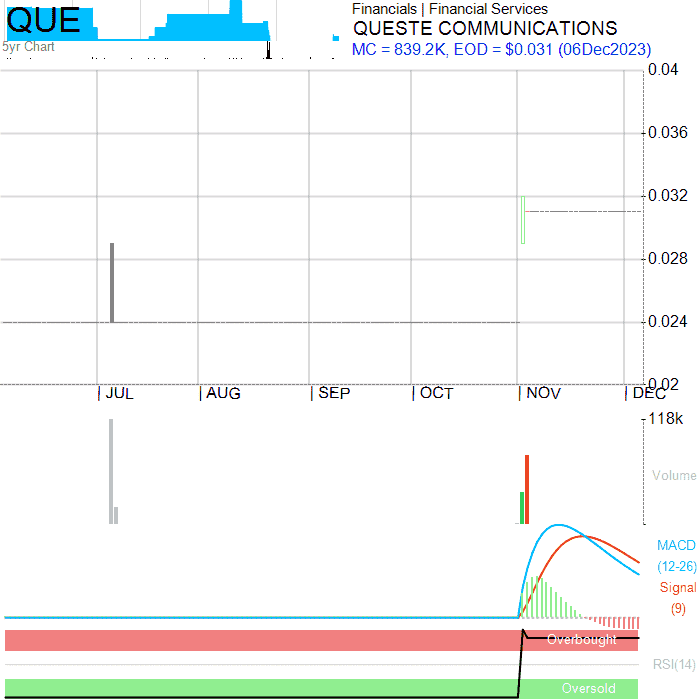 QUE
5yr Chart
Financials | Financial Services
QUESTE COMMUNICATIONS
MC = 839.2K, EOD = $0.031 (06Dec2023)
0.04
0.036
0.032
0.028
0.024
0.02
JUL AUG SEP OCT NOV DEC
118k
Volume
MACD
(12-26)
Signal
(9)
Overbought
RSI(14)
Oversold